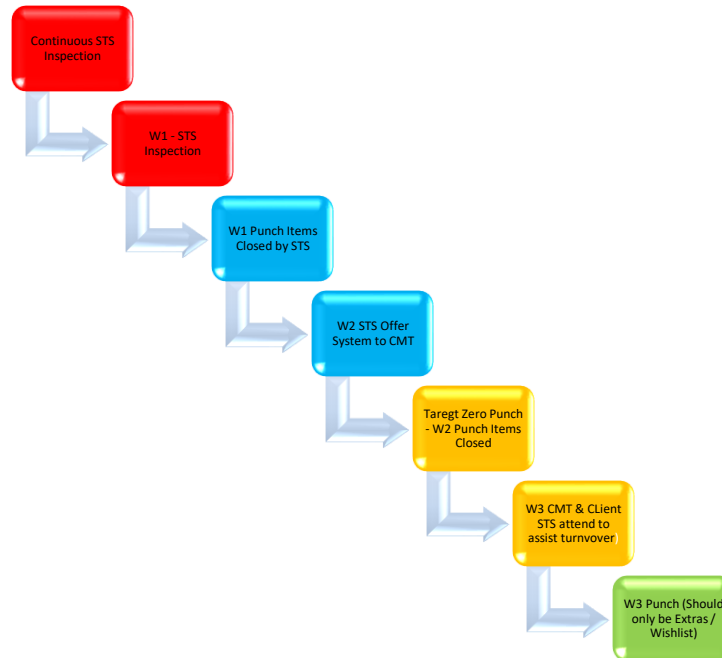 Continuous STS
Inspection
W1 - STS
Inspection
W1 Punch Items
Closed by STS
W2 STS Offer
System to CMT
Taregt Zero Punch
- W2 Punch Items
Closed
W3 CMT & CLient
STS attend to
assist turnover)
W3 Punch (Should
only be Extras /
Wishlist)